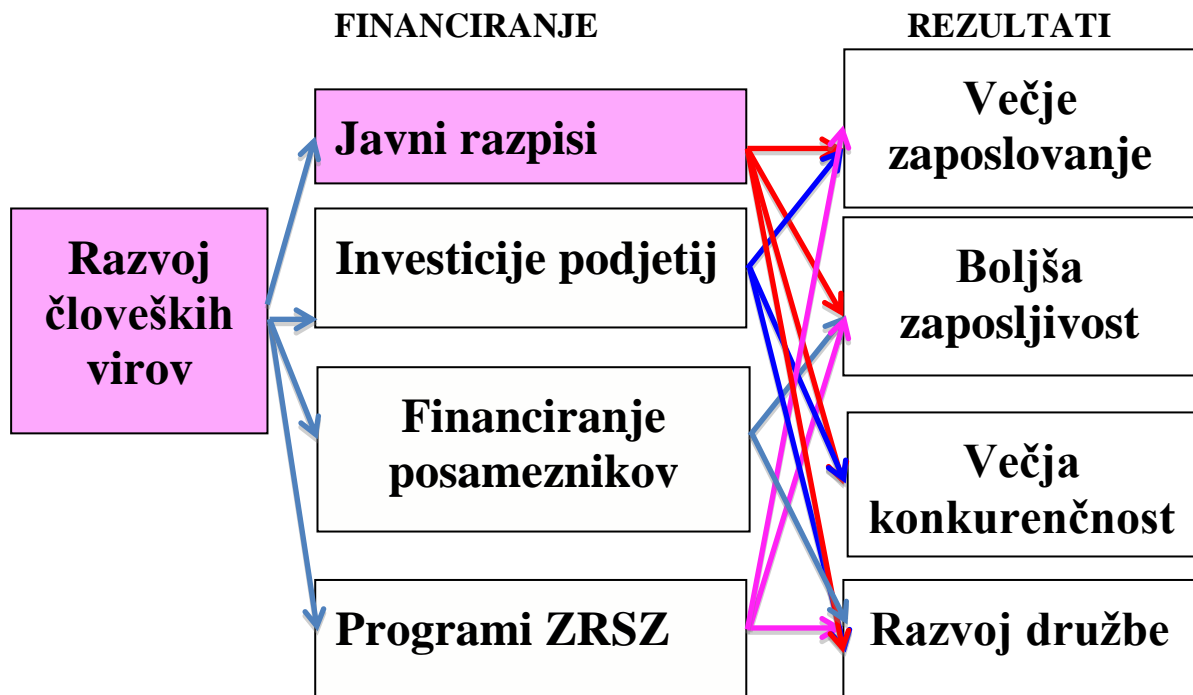 FINANCIRANJE
REZULTATI
Razvoj
človeških
virov
Javni razpisi
Investicije podjetij
Financiranje
posameznikov
Programi ZRSZ
Večje
zaposlovanje
Boljša
zaposljivost
Večja
konkurenčnost
Razvoj družbe